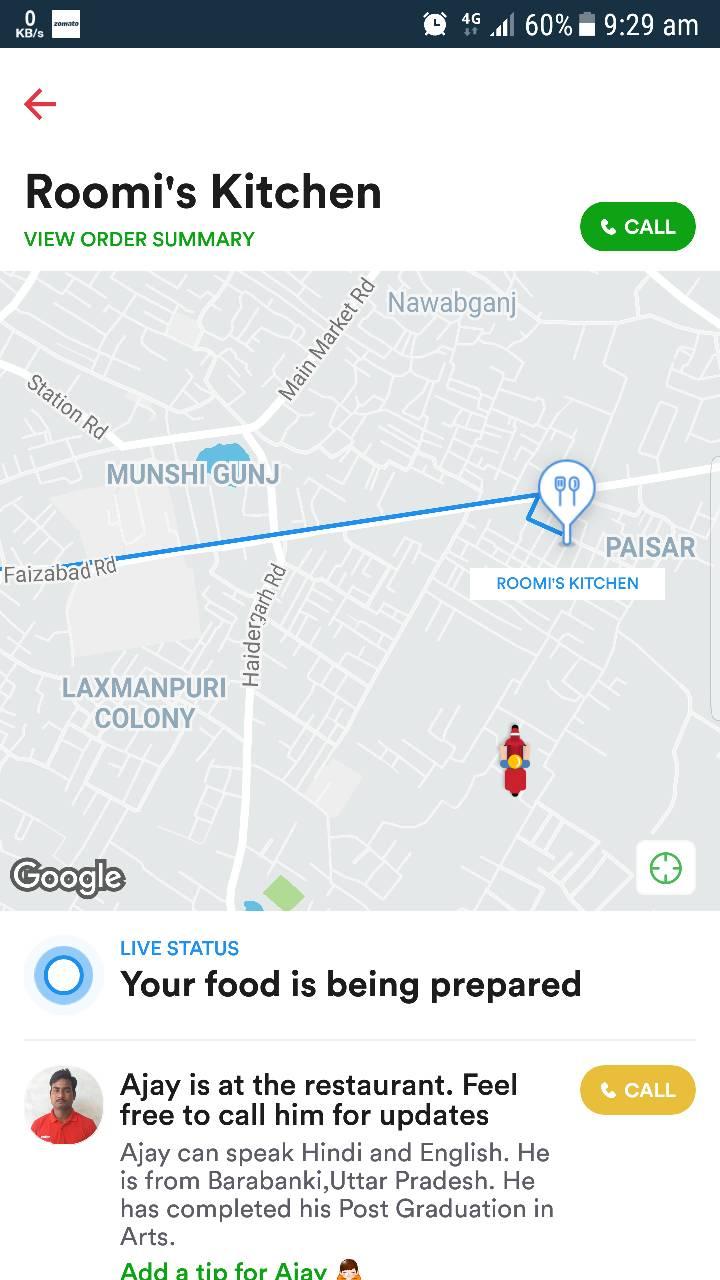 0
KB/s
zomato
4G
60%
9:29 am
Roomi's Kitchen
VIEW ORDER SUMMARY
CALL
Nawabganj
Main Market Rd
Station Rd
MUNSHI GUNJ
Faizabad Rd
PAISAR
ROOMI'S KITCHEN
Haidergarh Rd
LAXMANPURI
COLONY
Google
LIVE STATUS
Your food is being prepared
Ajay is at the restaurant. Feel
free to call him for updates
CALL
Ajay can speak Hindi and English. He
is from Barabanki,Uttar Pradesh. He
has completed his Post Graduation in
Arts.
Add a tip for Ajay